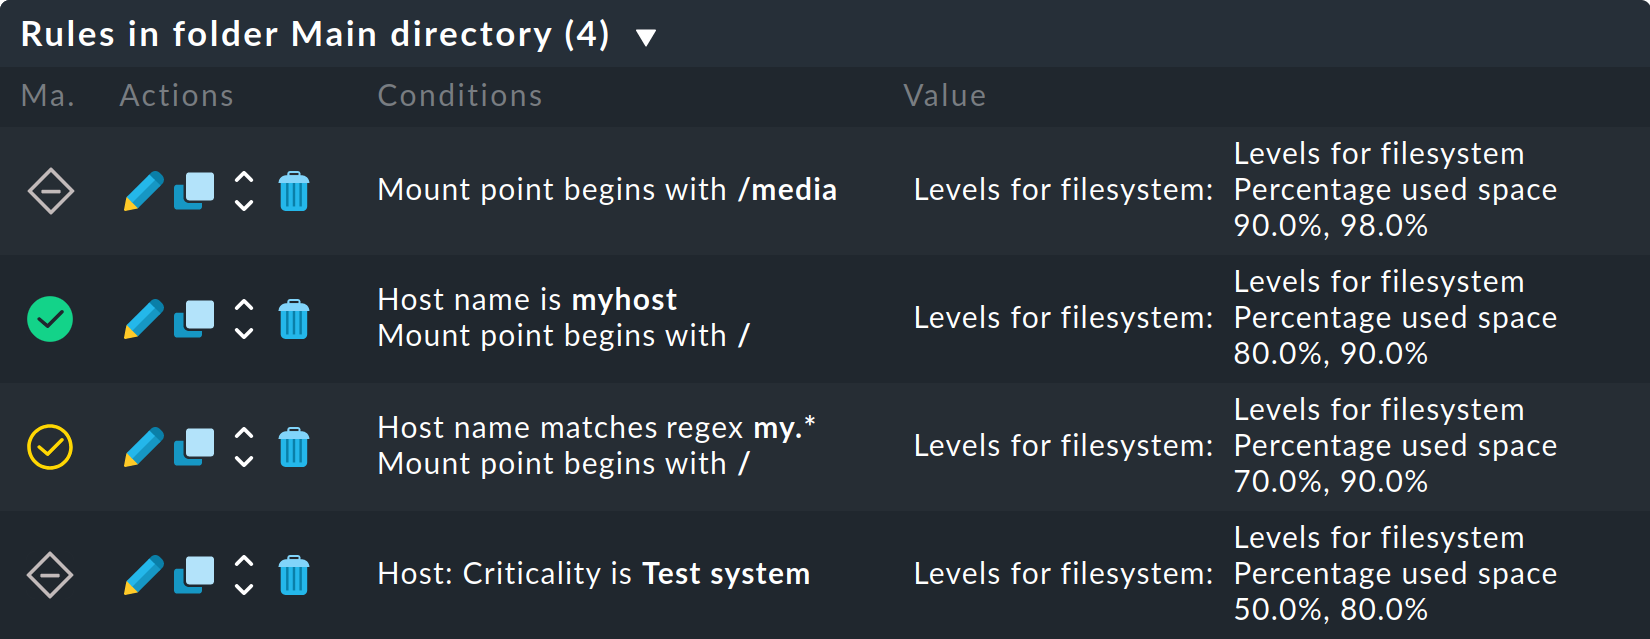 Rules in folder Main directory (4) ▼
Ma. Actions Conditions Value
Levels for filesystem
Mount point begins with /media Levels for filesystem: Percentage used space
90.0%, 98.0%
Levels for filesystem
Host name is myhost
Levels for filesystem: Percentage used space
Mount point begins with /
80.0%, 90.0%
Levels for filesystem
Host name matches regex my.*
Levels for filesystem: Percentage used space
Mount point begins with /
70.0%, 90.0%
Levels for filesystem
Host: Criticality is Test system Levels for filesystem: Percentage used space
50.0%, 80.0%